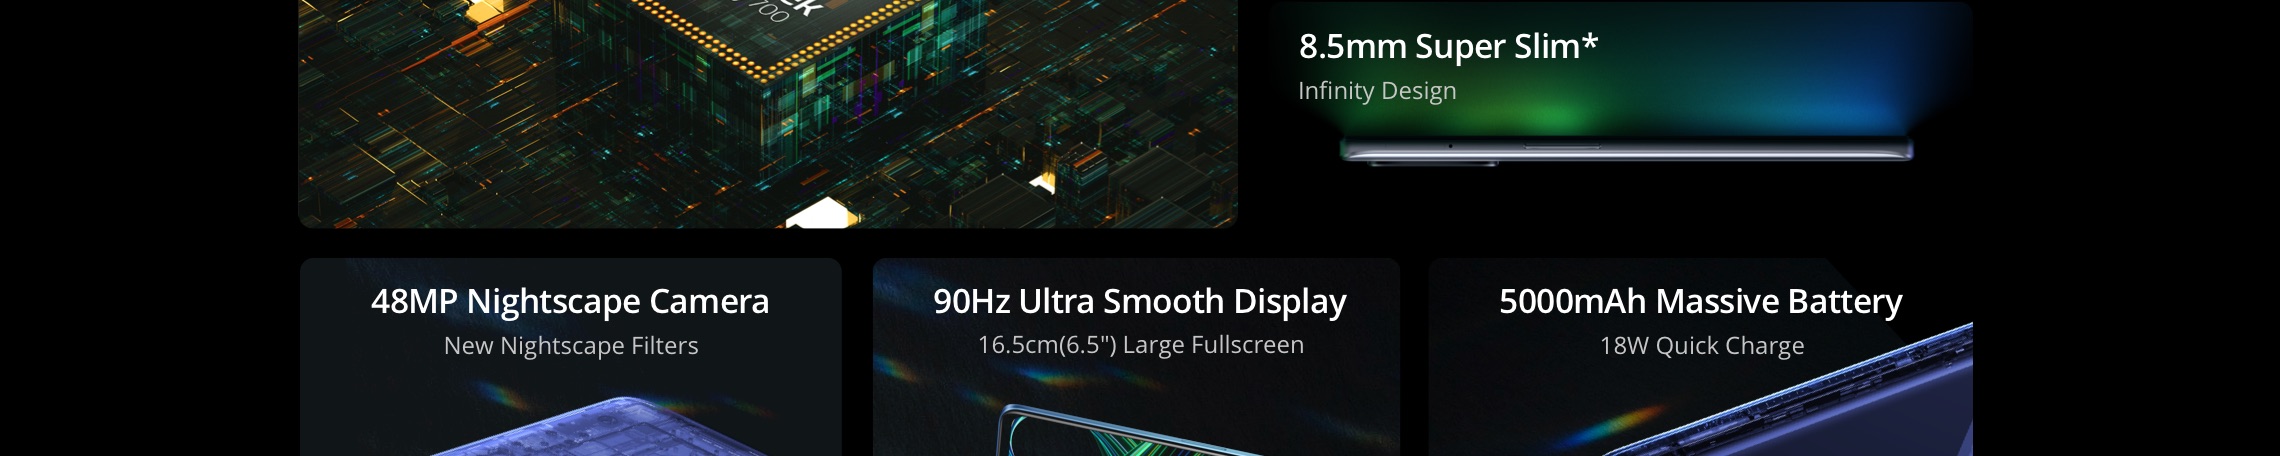 700
8.5mm Super Slim*
Infinity Design
48MP Nightscape Camera
New Nightscape Filters
90Hz Ultra Smooth Display
16.5cm(6.5") Large Fullscreen
5000mAh Massive Battery
18W Quick Charge